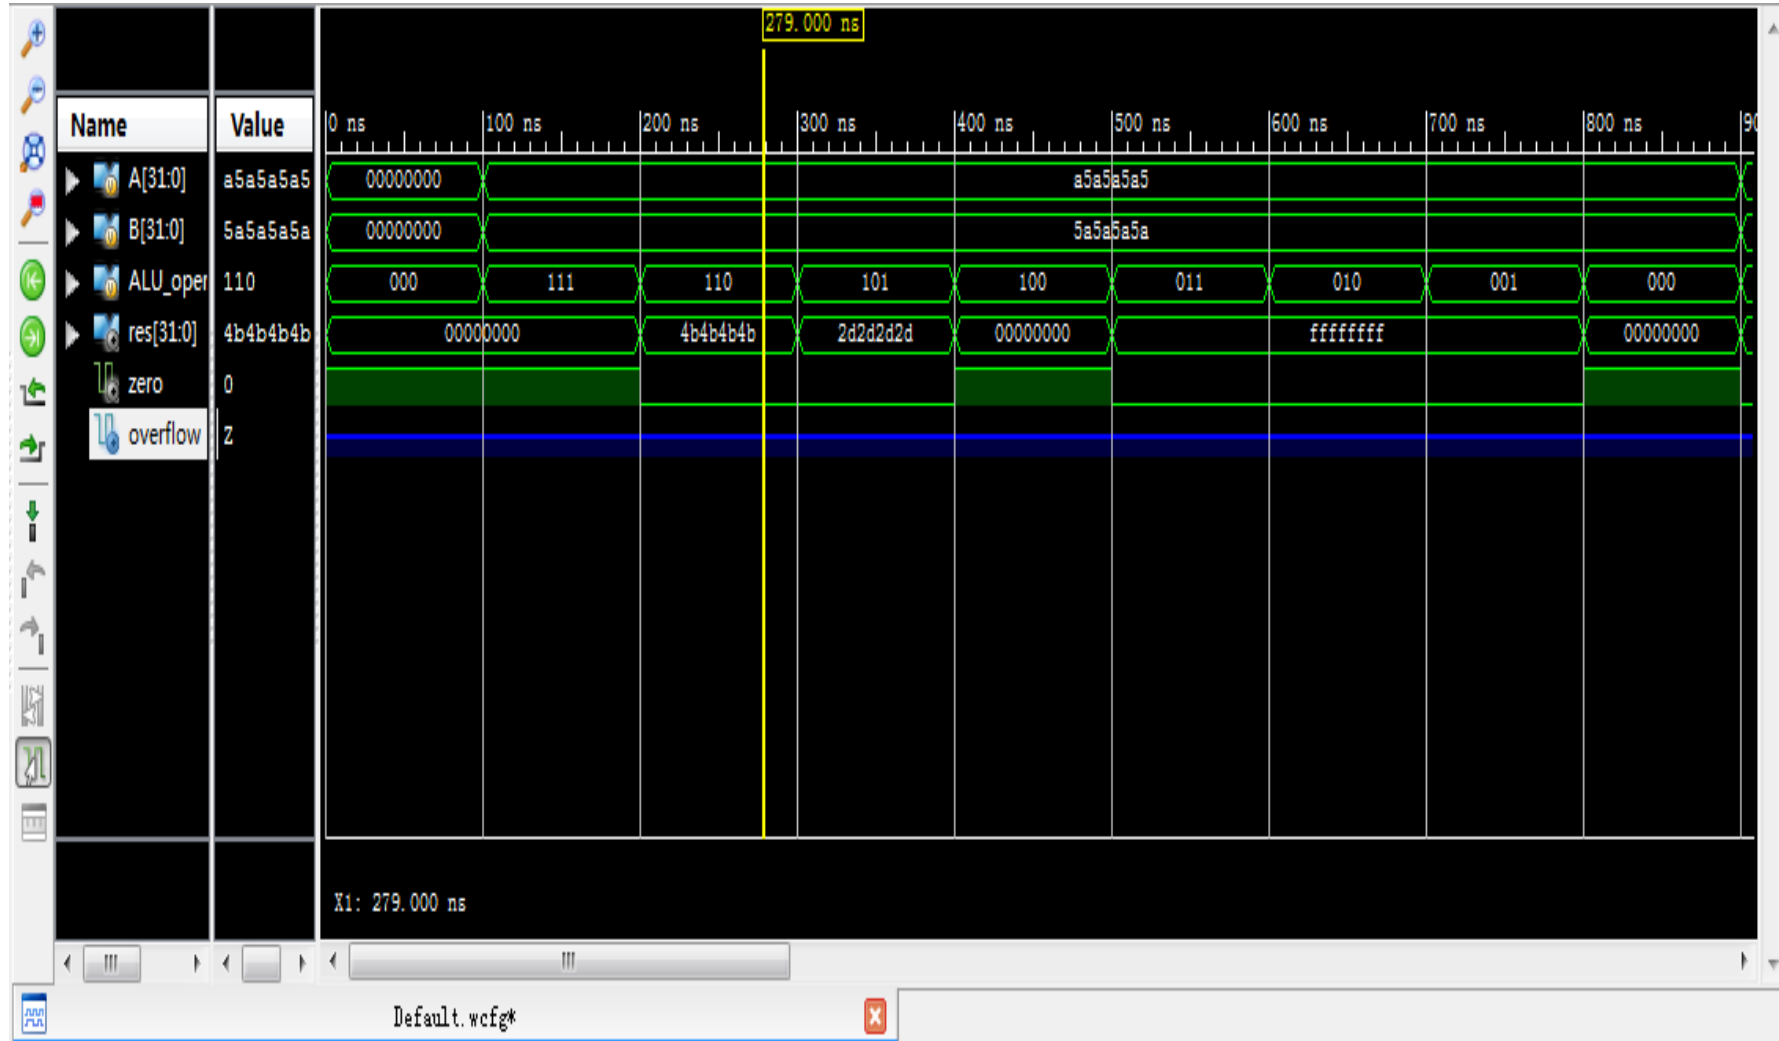 279.000 ns
Name Value 0 ns 100 ns 200 ns 300 ns 400 ns 500 ns 600 ns 700 ns 800 ns 90
A[31:0] a5a5a5a5 00000000 a5a5a5a5
B[31:0] 5a5a5a5a 00000000 5a5a5a5a
ALU_oper 110 000 111 110 101 100 011 010 001 000
res[31:0] 4b4b4b4b 00000000 4b4b4b4b 2d2d2d2d 00000000 ffffffff 00000000
zero 0
overflow Z
X1: 279.000 ns
Default.wcfg*